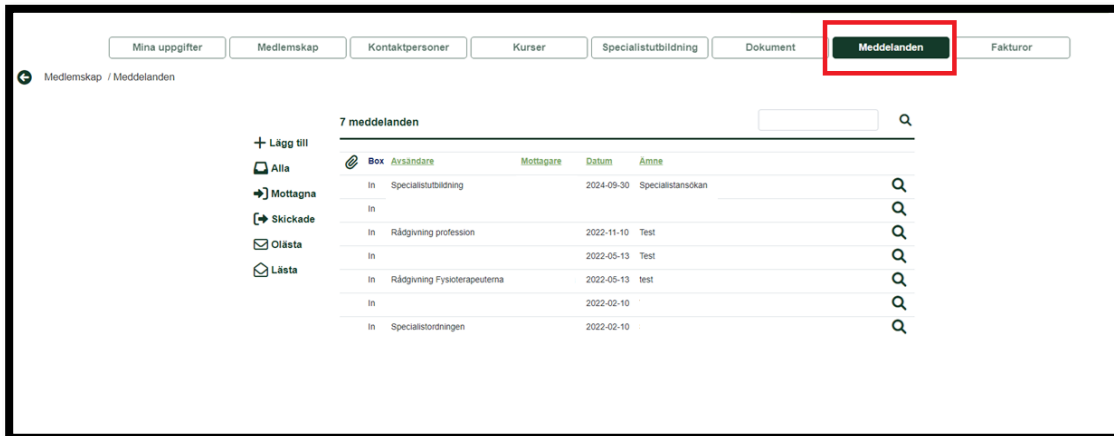 Mina uppgifter Medlemskap Kontaktpersoner Kurser Specialistutbildning Dokument Meddelanden Fakturor
Medlemskap / Meddelanden
7 meddelanden
Lägg till
Alla
Mottagna
Skickade
Olästa
Lästa
Box Avsändare Mottagare Datum Ämne
In Specialistutbildning 2024-09-30 Specialistansökan
In
In Rådgivning profession 2022-11-10 Test
In 2022-05-13 Test
In Rådgivning Fysioterapeuterna 2022-05-13 test
In 2022-02-10
In Specialistordningen 2022-02-10